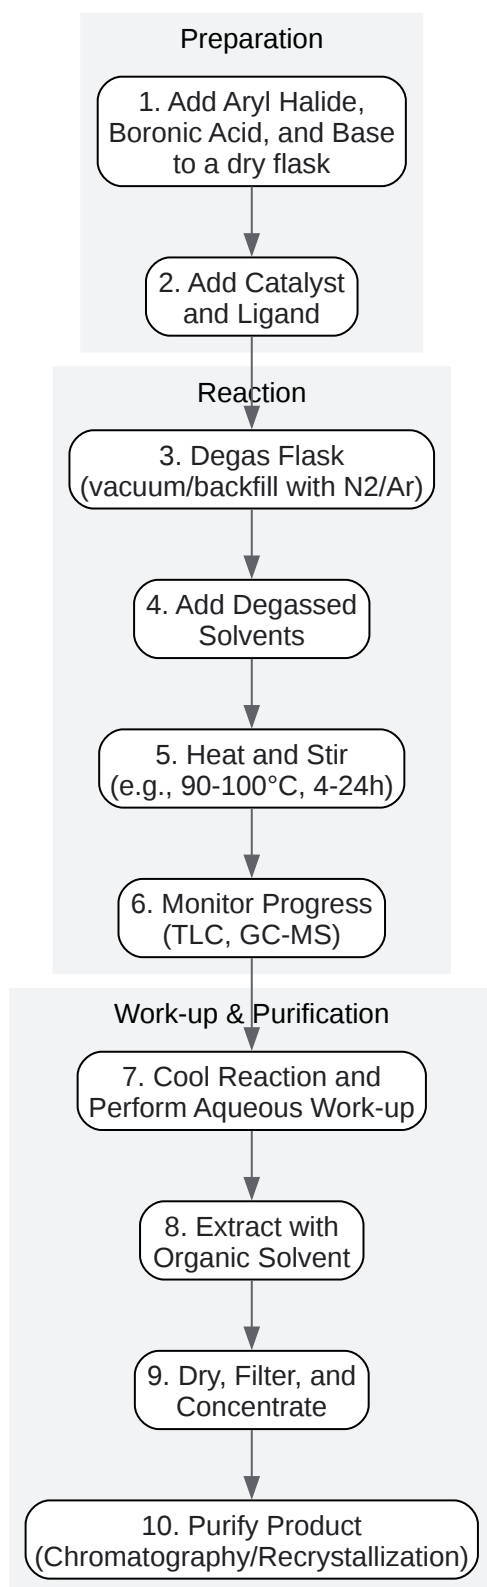 Preparation
1. Add Aryl Halide,
Boronic Acid, and Base
to a dry flask
2. Add Catalyst
and Ligand
Reaction
3. Degas Flask
(vacuum/backfill with N2/Ar)
4. Add Degassed
Solvents
5. Heat and Stir
(e.g., 90-100°C, 4-24h)
6. Monitor Progress
(TLC, GC-MS)
Work-up & Purification
7. Cool Reaction and
Perform Aqueous Work-up
8. Extract with
Organic Solvent
9. Dry, Filter, and
Concentrate
10. Purify Product
(Chromatography/Recrystallization)